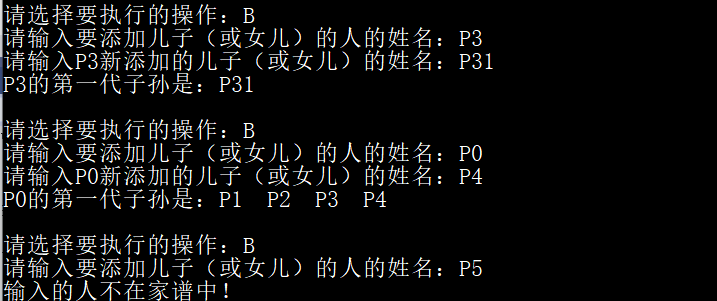 请选择要执行的操作：B
请输入要添加儿子（或女儿）的人的姓名：P3
请输入P3新添加的儿子（或女儿）的姓名：P31
P3的第一代子孙是：P31
请选择要执行的操作：B
请输入要添加儿子（或女儿）的人的姓名：P0
请输入P0新添加的儿子（或女儿）的姓名：P4
P0的第一代子孙是：P1  P2  P3  P4
请选择要执行的操作：B
请输入要添加儿子（或女儿）的人的姓名：P5
输入的人不在家谱中！